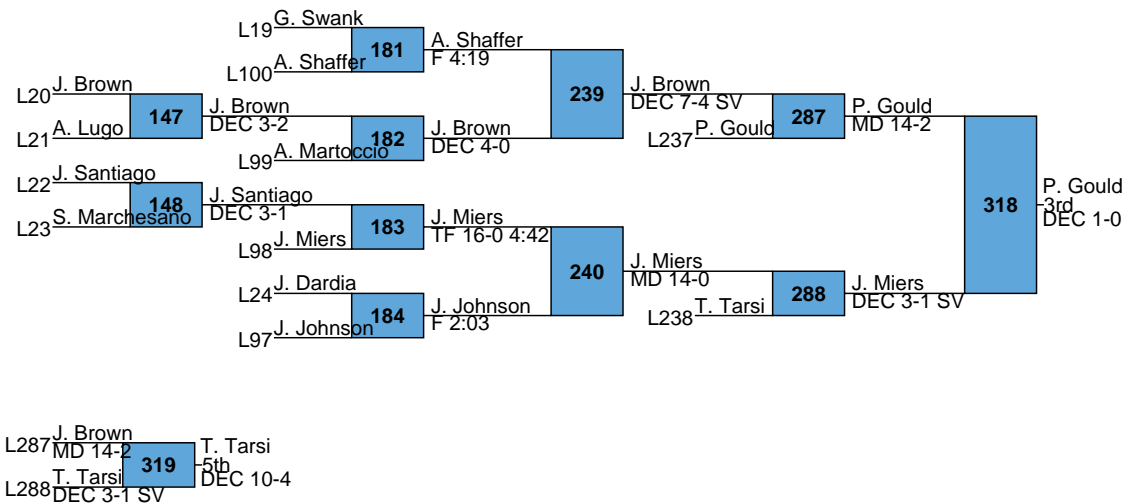 L19 G. Swank
181
L100 A. Shaffer
A. Shaffer
F 4:19
L20 J. Brown
147
L21 A. Lugo
J. Brown
DEC 3-2
182
L99 A. Martoccio
J. Brown
DEC 4-0
239
J. Brown
DEC 7-4 SV
L237 P. Gould
287
P. Gould
MD 14-2
L22 J. Santiago
148
L23 S. Marchesano
J. Santiago
DEC 3-1
183
L98 J. Miers
J. Miers
TF 16-0 4:42
L24 J. Dardia
184
L97 J. Johnson
J. Johnson
F 2:03
240
J. Miers
MD 14-0
L238 T. Tarsi
288
J. Miers
DEC 3-1 SV
318
P. Gould
3rd
DEC 1-0
L287 J. Brown
MD 14-2
319
L288 T. Tarsi
DEC 3-1 SV
T. Tarsi
5th
DEC 10-4